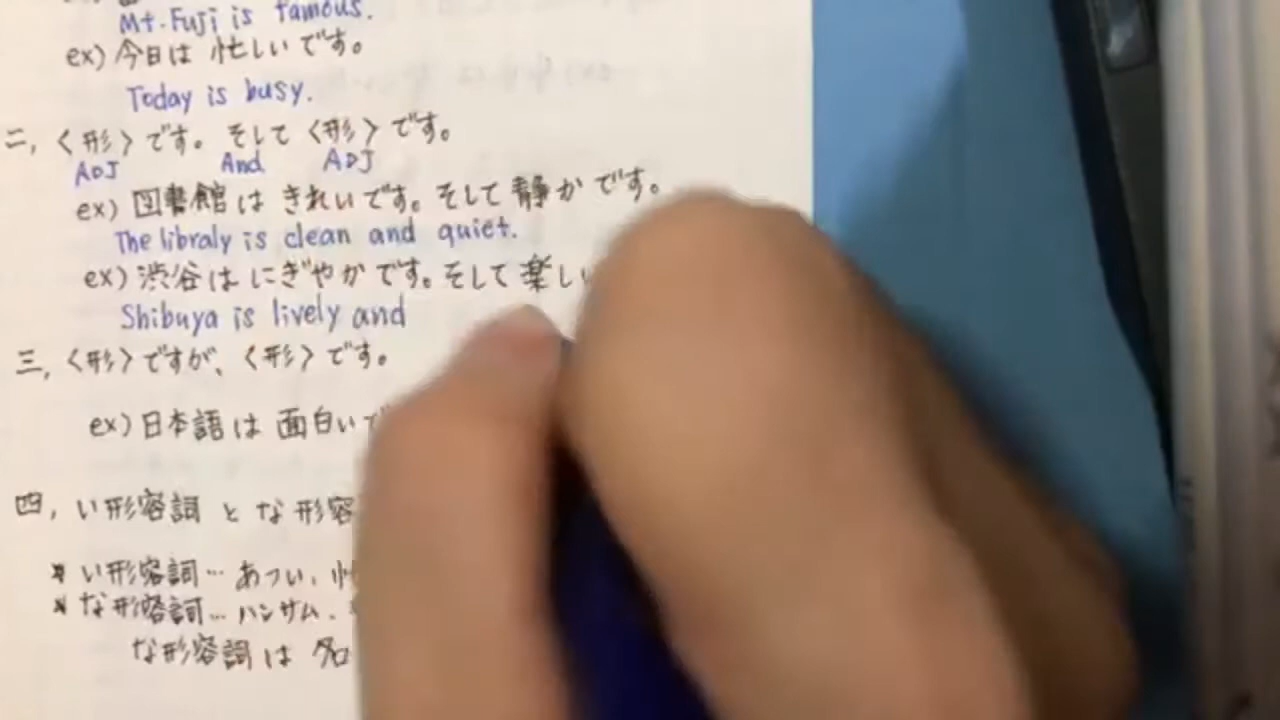 Mt. Fuji is famous.
ex) 今日は 忙しいです。
Today is busy.
二, 〈形〉です。そして〈形〉です。
ADJ And ADJ
ex) 図書館は きれいです。そして 静かです。
The libraly is clean and quiet.
ex) 渋谷は にぎやかです。そして 楽し
Shibuya is lively and
三, 〈形〉ですが、〈形〉です。
ex) 日本語は 面白いで
四, い形容詞 と な 形容
* い形容詞… あつい、忙
* な形容詞… ハンサム.
な形容詞は